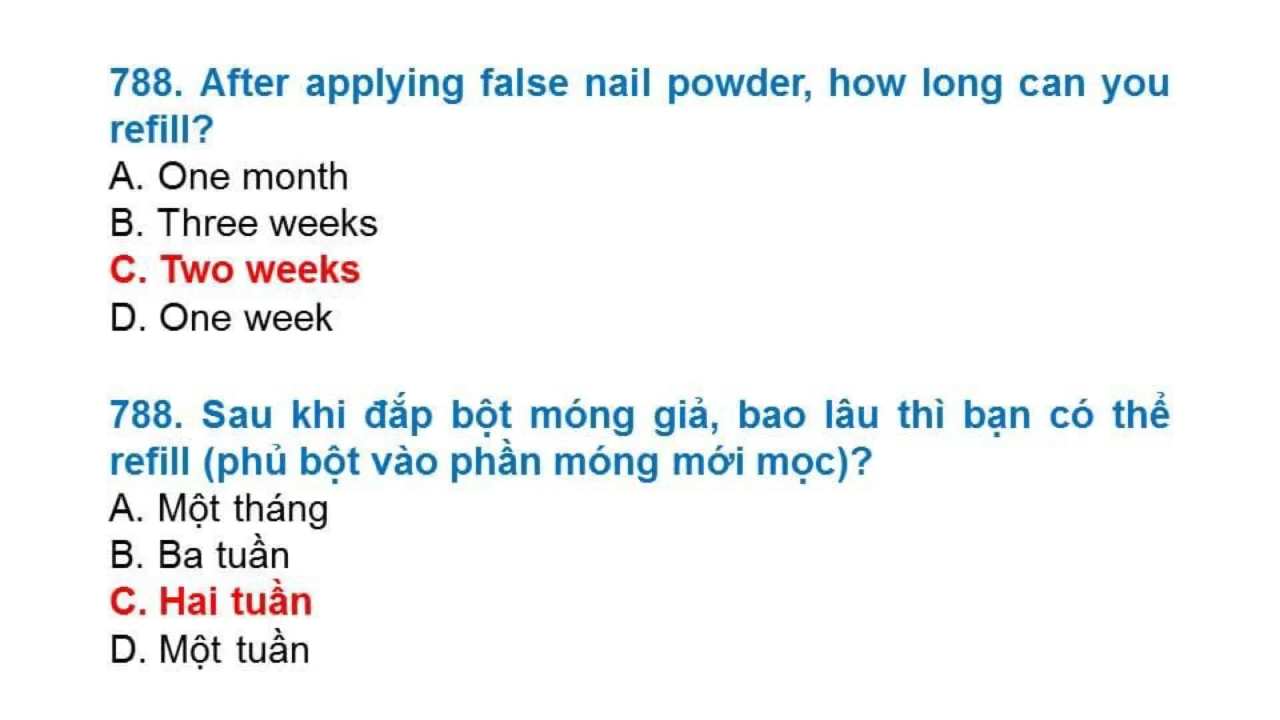 788. After applying false nail powder, how long can you
refill?
A. One month
B. Three weeks
C. Two weeks
D. One week
788. Sau khi đắp bột móng giả, bao lâu thì bạn có thể
refill (phủ bột vào phần móng mới mọc)?
A. Một tháng
B. Ba tuần
C. Hai tuần
D. Một tuần